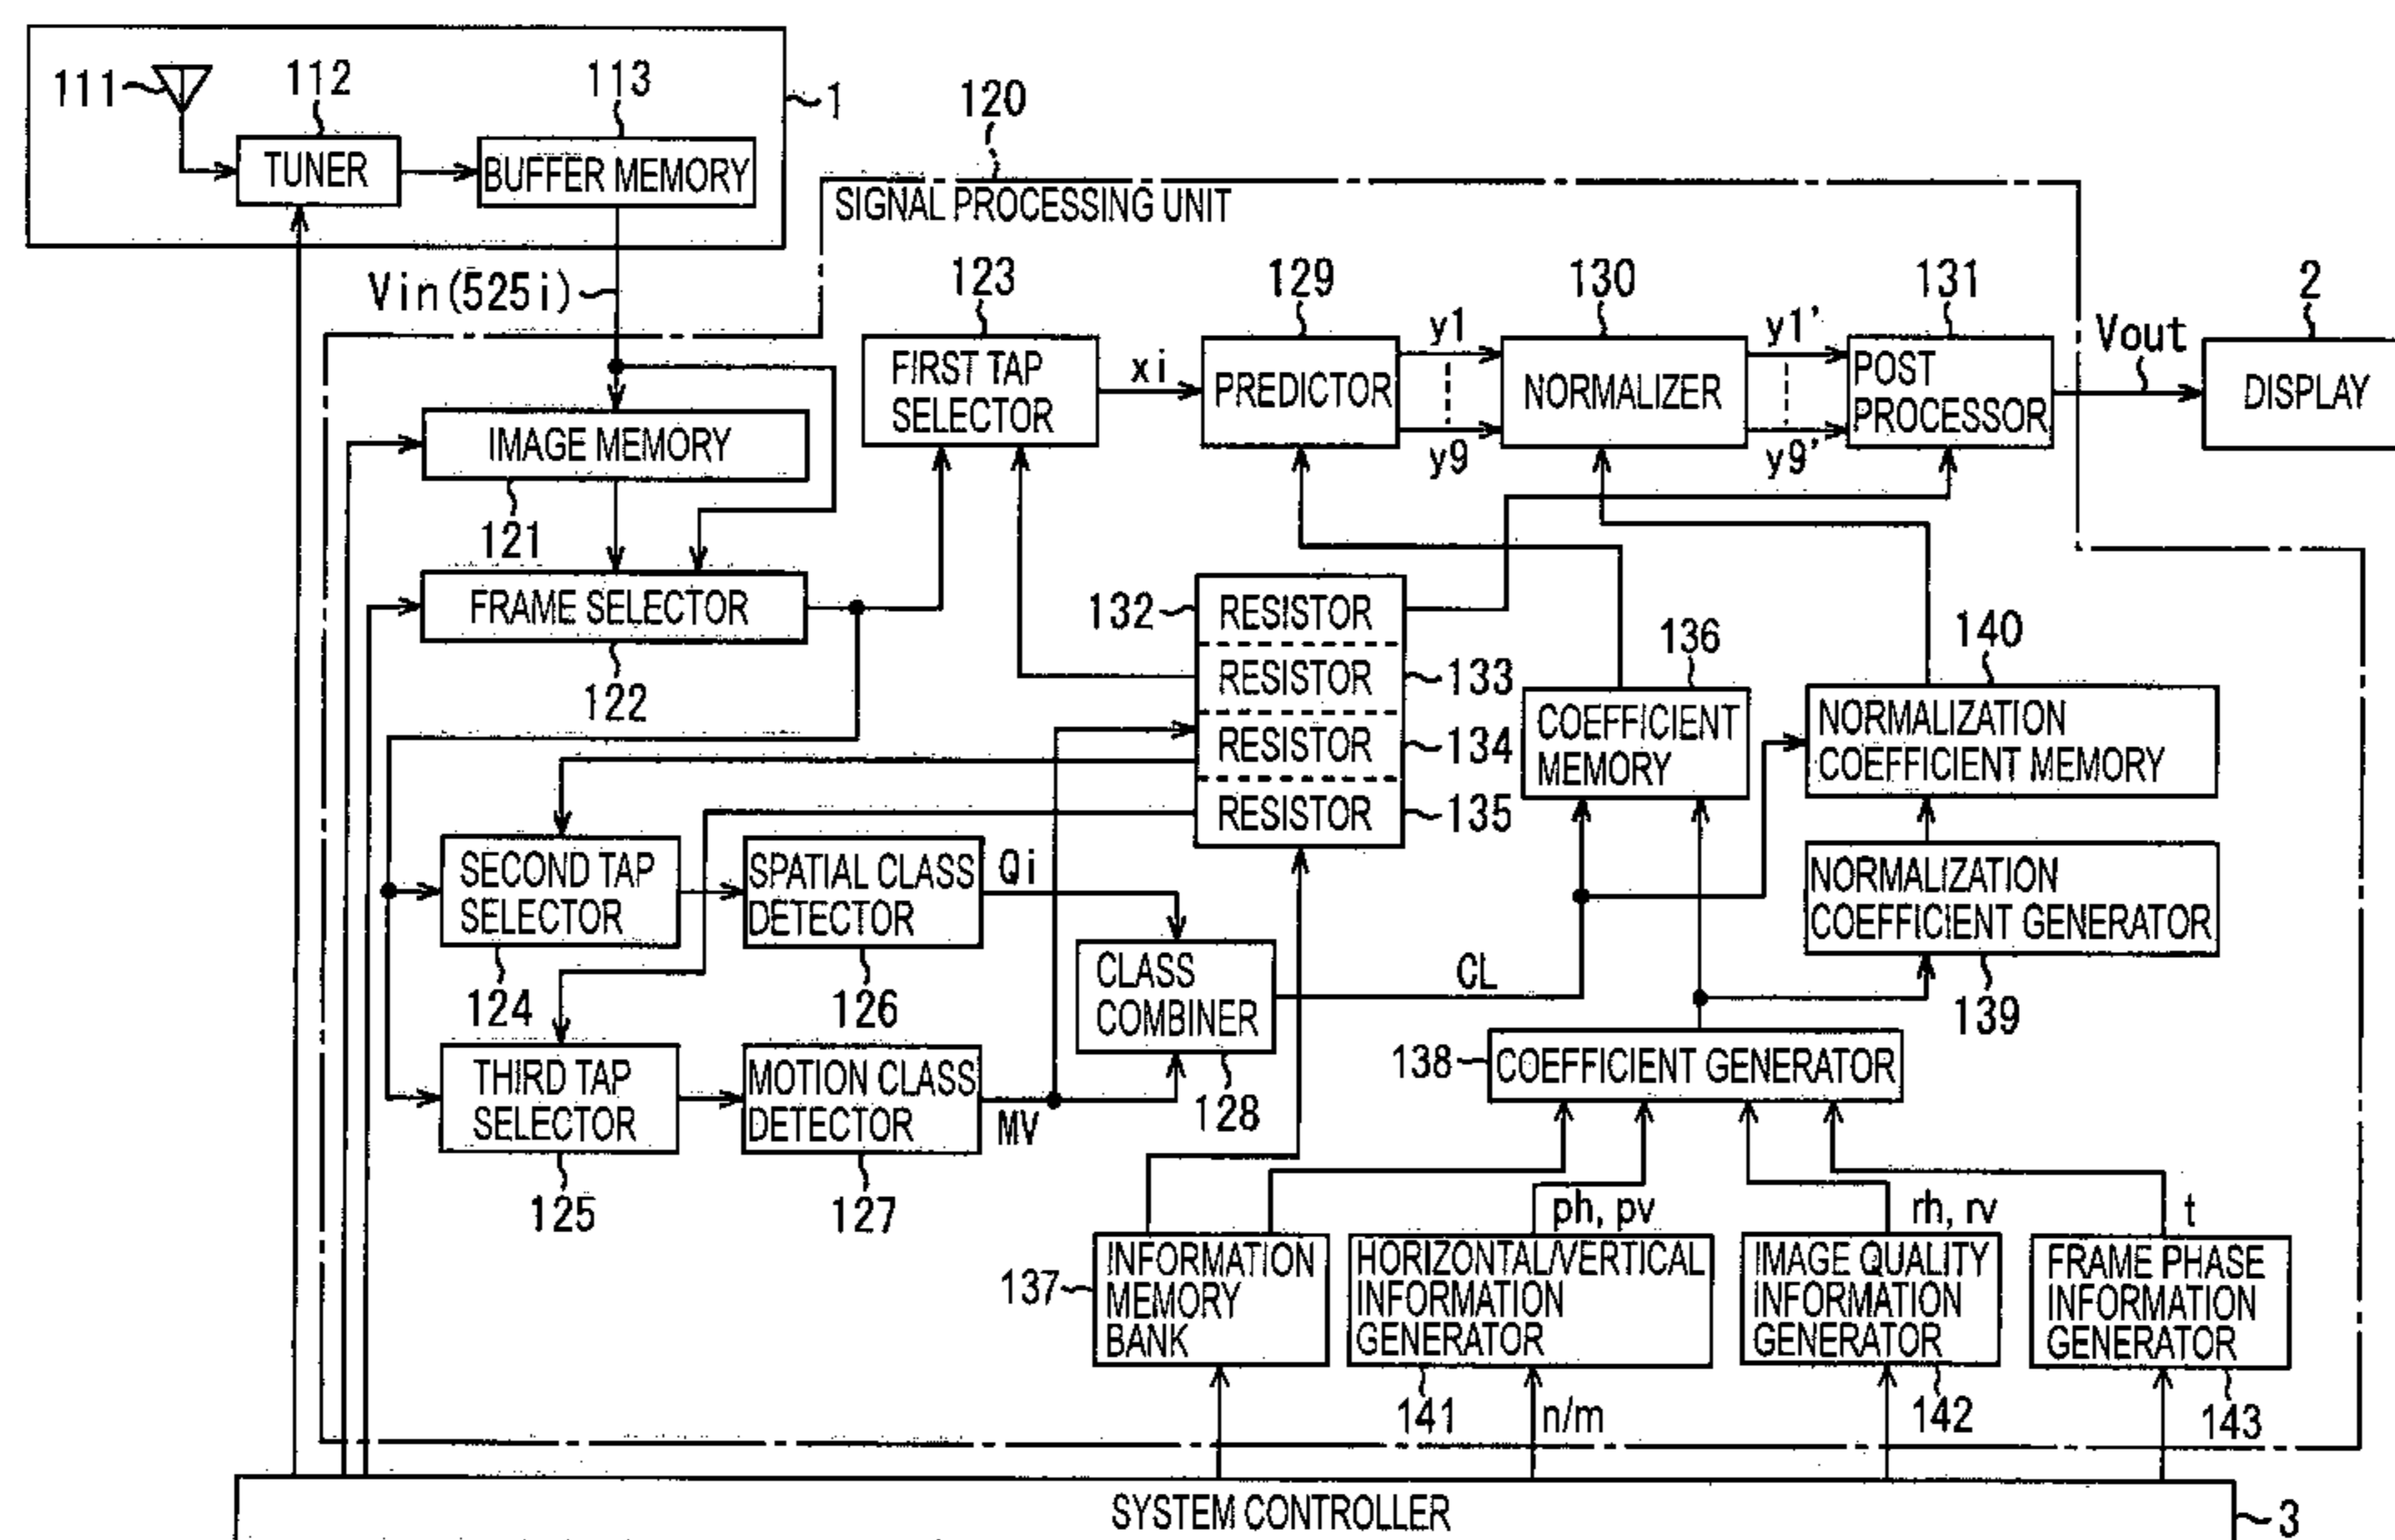 111
112
113
1
TUNER
BUFFER MEMORY
120
SIGNAL PROCESSING UNIT
Vin(525i)
123
129
130
131
2
FIRST TAP
SELECTOR
xi
PREDICTOR
y1
y9
NORMALIZER
y1'
y9'
POST
PROCESSOR
Vout
DISPLAY
IMAGE MEMORY
121
FRAME SELECTOR
122
132
RESISTOR
RESISTOR
133
RESISTOR
134
RESISTOR
135
136
COEFFICIENT
MEMORY
140
NORMALIZATION
COEFFICIENT MEMORY
SECOND TAP
SELECTOR
124
SPATIAL CLASS
DETECTOR
126
Qi
CLASS
COMBINER
128
CL
NORMALIZATION
COEFFICIENT GENERATOR
139
THIRD TAP
SELECTOR
125
MOTION CLASS
DETECTOR
127
MV
138
COEFFICIENT GENERATOR
ph, pv
rh, rv
t
137
INFORMATION
MEMORY
BANK
HORIZONTAL/VERTICAL
INFORMATION
GENERATOR
141
n/m
IMAGE QUALITY
INFORMATION
GENERATOR
142
FRAME PHASE
INFORMATION
GENERATOR
143
SYSTEM CONTROLLER
3